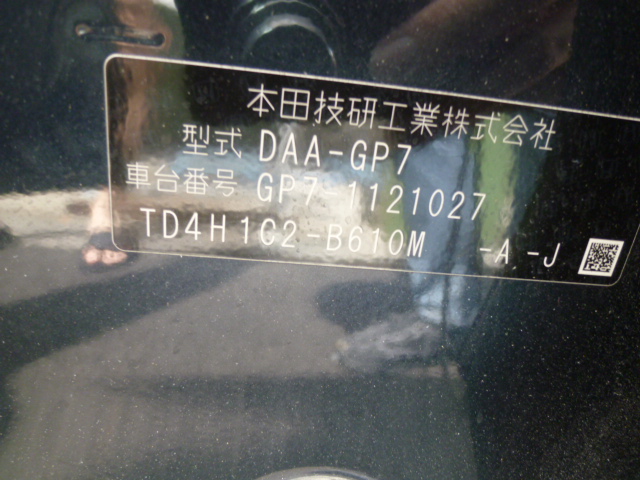 本田技研工業株式会社
型式 DAA-GP7
車台番号 GP7-1121027
TD4H1C2-B610M -A -J